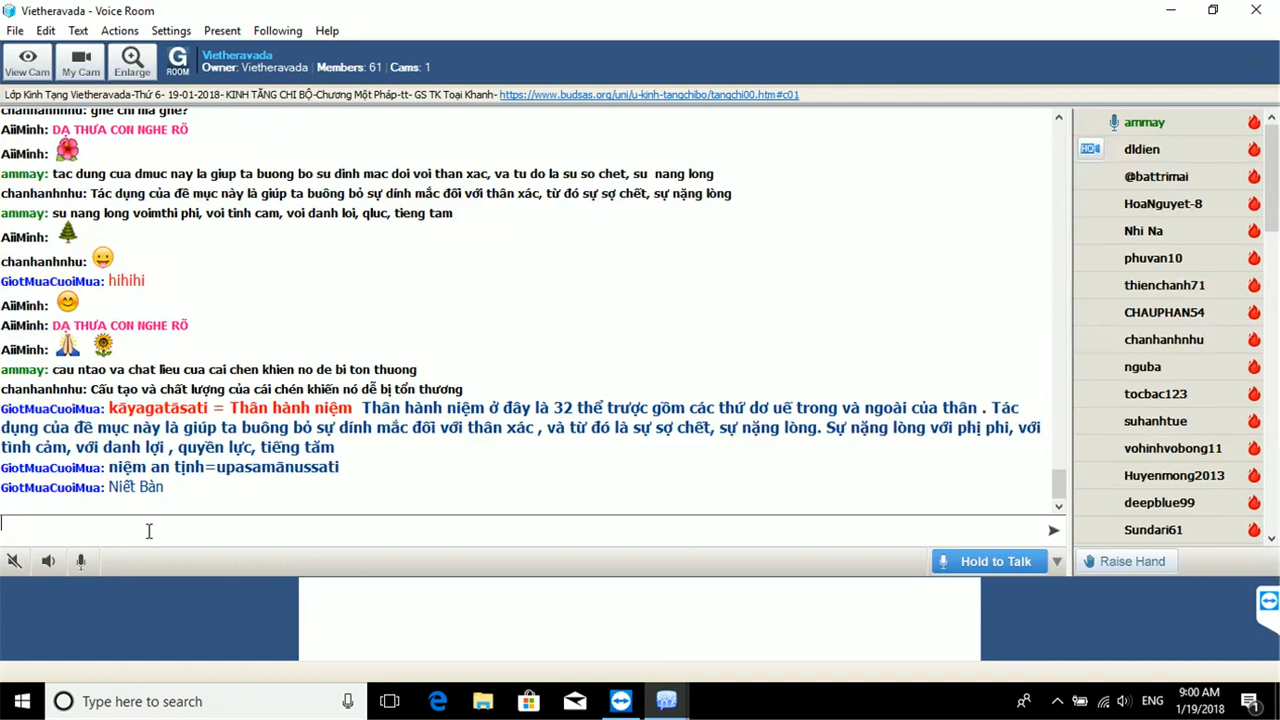 Vietheravada - Voice Room
File Edit Text Actions Settings Present Following Help
View Cam My Cam Enlarge G ROOM
Vietheravada
Owner: Vietheravada | Members: 61 | Cams: 1
Lớp Kinh Tạng Vietheravada-Thứ 6- 19-01-2018- KINH TĂNG CHI BỘ-Chương Một Pháp-tt- GS TK Toại Khanh- https://www.budsas.org/uni/u-kinh-tangchibo/tangchi00.htm#c01
chanhanhnhu: ghe chi ma ghe?
AiiMinh: DẠ THƯA CON NGHE RÕ
AiiMinh:
ammay: tac dung cua dmuc nay la giup ta buong bo su dinh mac doi voi than xac, va tu do la su so chet, su nang long
chanhanhnhu: Tác dụng của đề mục này là giúp ta buông bỏ sự dính mắc đối với thân xác, từ đó sự sợ chết, sự nặng lòng
ammay: su nang long voimthi phi, voi tinh cam, voi danh loi, qluc, tieng tam
AiiMinh:
chanhanhnhu:
GiotMuaCuoiMua: hihihi
AiiMinh:
AiiMinh: DẠ THƯA CON NGHE RÕ
AiiMinh:
ammay: cau ntao va chat lieu cua cai chen khien no de bi ton thuong
chanhanhnhu: Cấu tạo và chất lượng của cái chén khiến nó dễ bị tổn thương
GiotMuaCuoiMua: kāyagatāsati = Thân hành niệm Thân hành niệm ở đây là 32 thể trược gồm các thứ dơ uế trong và ngoài của thân . Tác
dụng của đề mục này là giúp ta buông bỏ sự dính mắc đối với thân xác , và từ đó là sự sợ chết, sự nặng lòng. Sự nặng lòng với phị phi, với
tình cảm, với danh lợi , quyền lực, tiếng tăm
GiotMuaCuoiMua: niệm an tịnh=upasamānussati
GiotMuaCuoiMua: Niết Bàn
Hold to Talk
ammay
dldien
@battrimai
HoaNguyet-8
Nhi Na
phuvan10
thienchanh71
CHAUPHAN54
chanhanhnhu
nguba
tocbac123
suhanhtue
vohinhvobong11
Huyenmong2013
deepblue99
Sundari61
Raise Hand
Type here to search
ENG
9:00 AM
1/19/2018
1